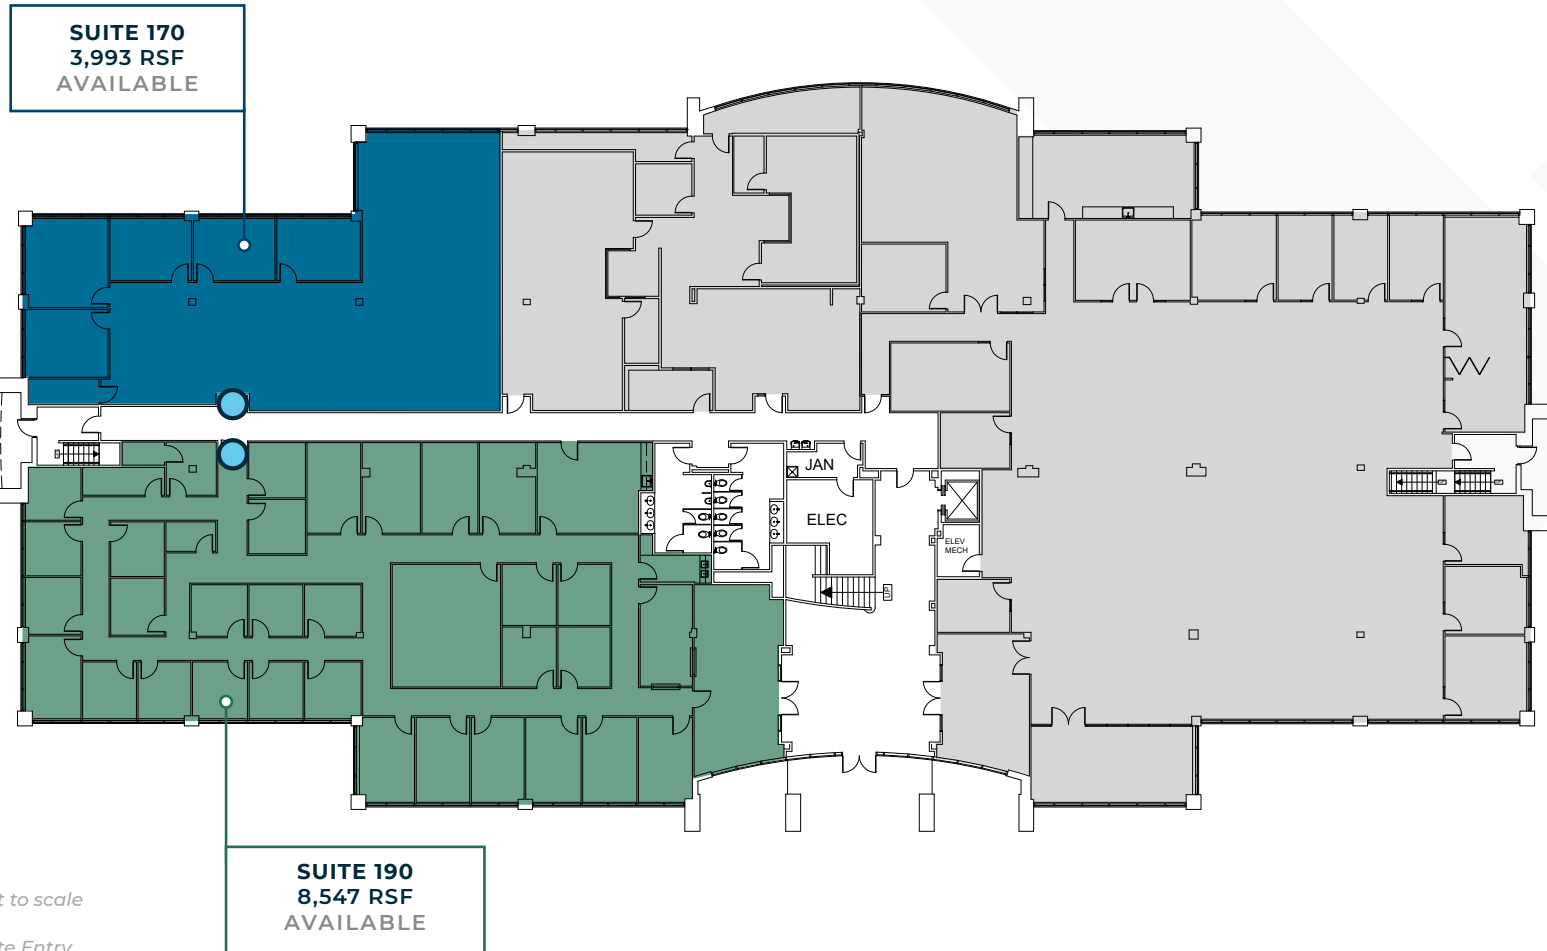 SUITE 170
3,993 RSF
AVAILABLE
JAN
ELEC
ELEV
MECH
UP
SUITE 190
8,547 RSF
AVAILABLE
to scale
Entry